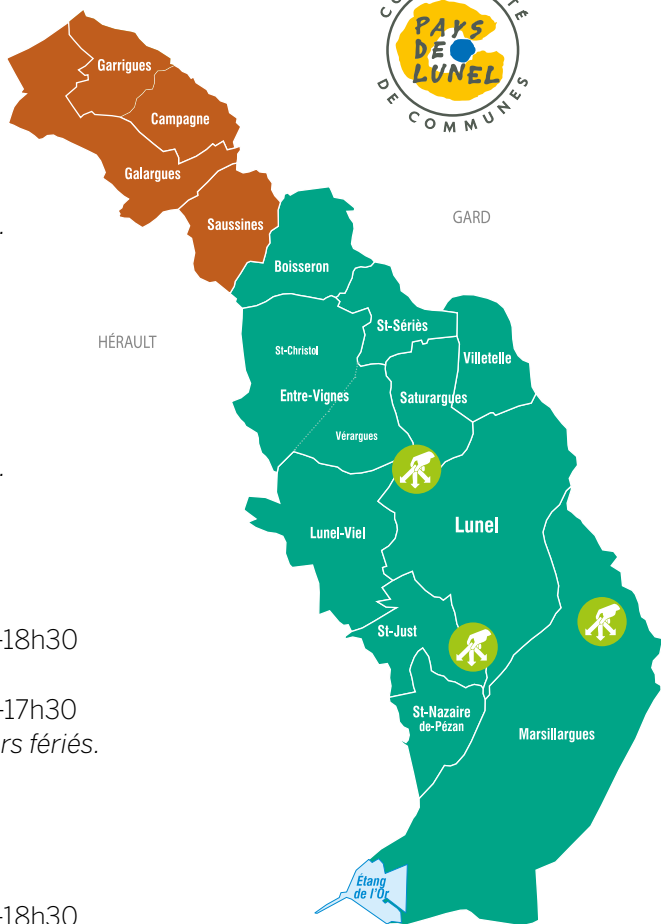 COMMUNAUTÉ
PAYS
DE
LUNEL
DE COMMUNES
Garrigues
Campagne
Galargues
Saussines
GARD
Boisseron
HÉRAULT
St-Sériès
St-Christol
Villetelle
Entre-Vignes
Saturargues
Vérargues
Lunel
Lunel-Viel
St-Just
-18h30
-17h30
rs fériés.
St-Nazaire
de-Pézan
Marsillargues
Étang
de l'Or
-18h30